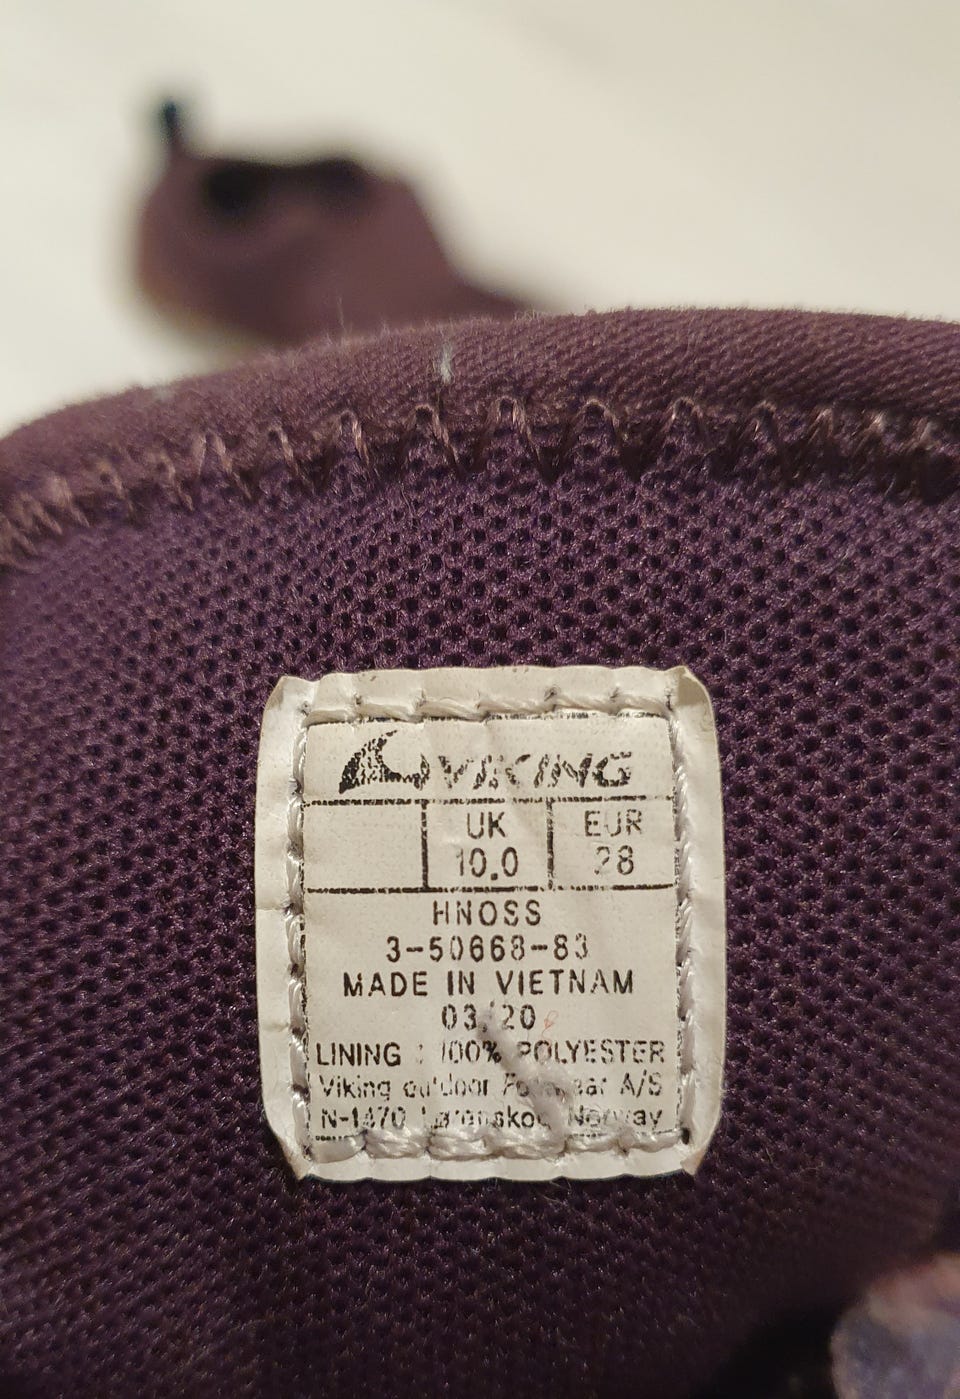 VIKING
UK EUR
10.0 28
HNOSS
3-50668-83
MADE IN VIETNAM
03/20
LINING : 100% POLYESTER
Viking outdoor Footwear A/S
N-1470 Lørenskog Norway